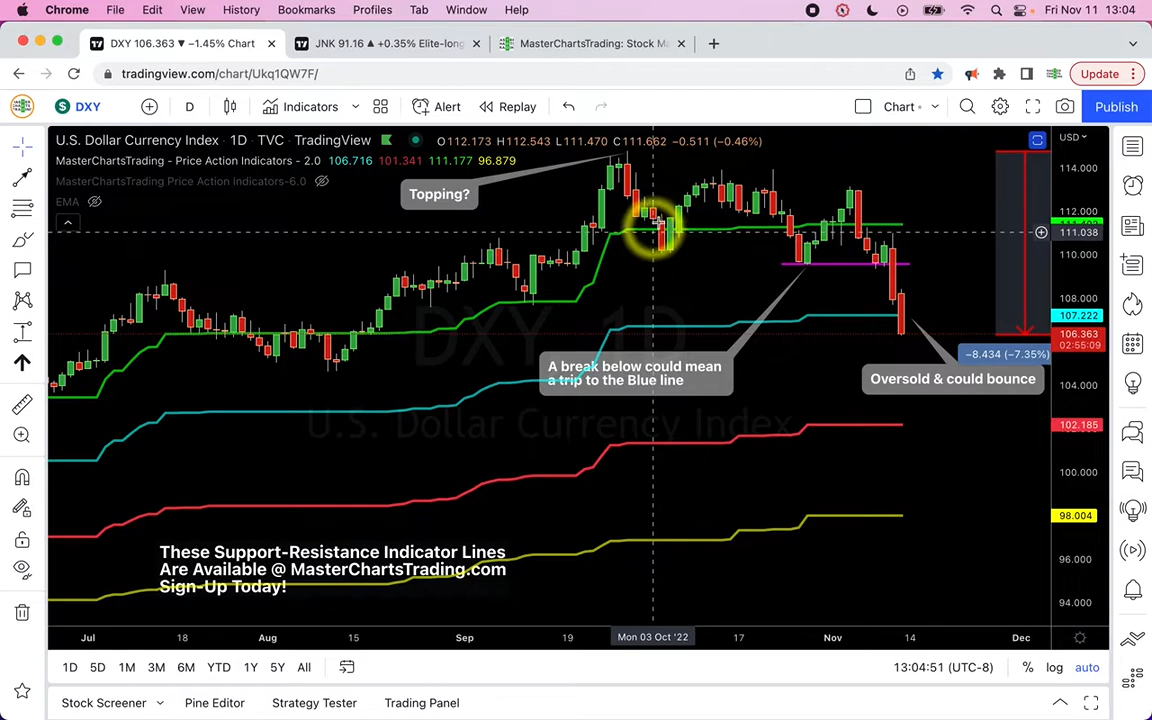 Chrome File Edit View History Bookmarks Profiles Tab Window Help Fri Nov 11 13:04
DXY 106.363 ▼ −1.45% Chart
JNK 91.16 ▲ +0.35% Elite-long
MasterChartsTrading: Stock Ma
tradingview.com/chart/Ukq1QW7F/
Update
DXY
D
Indicators
Alert
Replay
Chart
Publish
U.S. Dollar Currency Index · 1D · TVC · TradingView
O112.173 H112.543 L111.470 C111.662 −0.511 (−0.46%)
USD
MasterChartsTrading - Price Action Indicators - 2.0 106.716 101.341 111.177 96.879
MasterChartsTrading Price Action Indicators-6.0
EMA
Topping?
A break below could mean
a trip to the Blue line
Oversold & could bounce
−8.434 (−7.35%)
DXY, 1D
U.S. Dollar Currency Index
114.000
112.000
111.038
110.000
108.000
107.222
106.363
02:55:09
104.000
102.185
100.000
98.004
96.000
94.000
These Support-Resistance Indicator Lines
Are Available @ MasterChartsTrading.com
Sign-Up Today!
Jul 18 Aug 15 Sep 19 Mon 03 Oct '22 17 Nov 14 Dec
1D 5D 1M 3M 6M YTD 1Y 5Y All
13:04:51 (UTC-8) % log auto
Stock Screener Pine Editor Strategy Tester Trading Panel